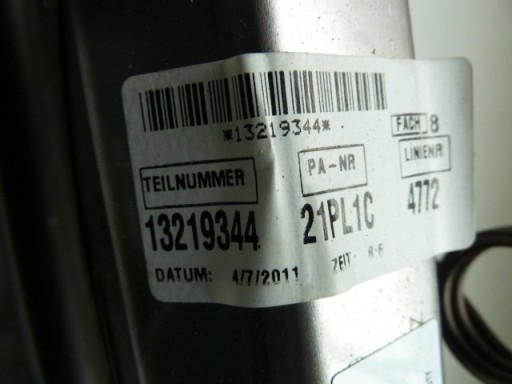 *13219344*
FACH 8
TEILNUMMER PA-NR LINIENR
13219344 21PL1C 4772
DATUM: 4/7/2011 ZEIT: